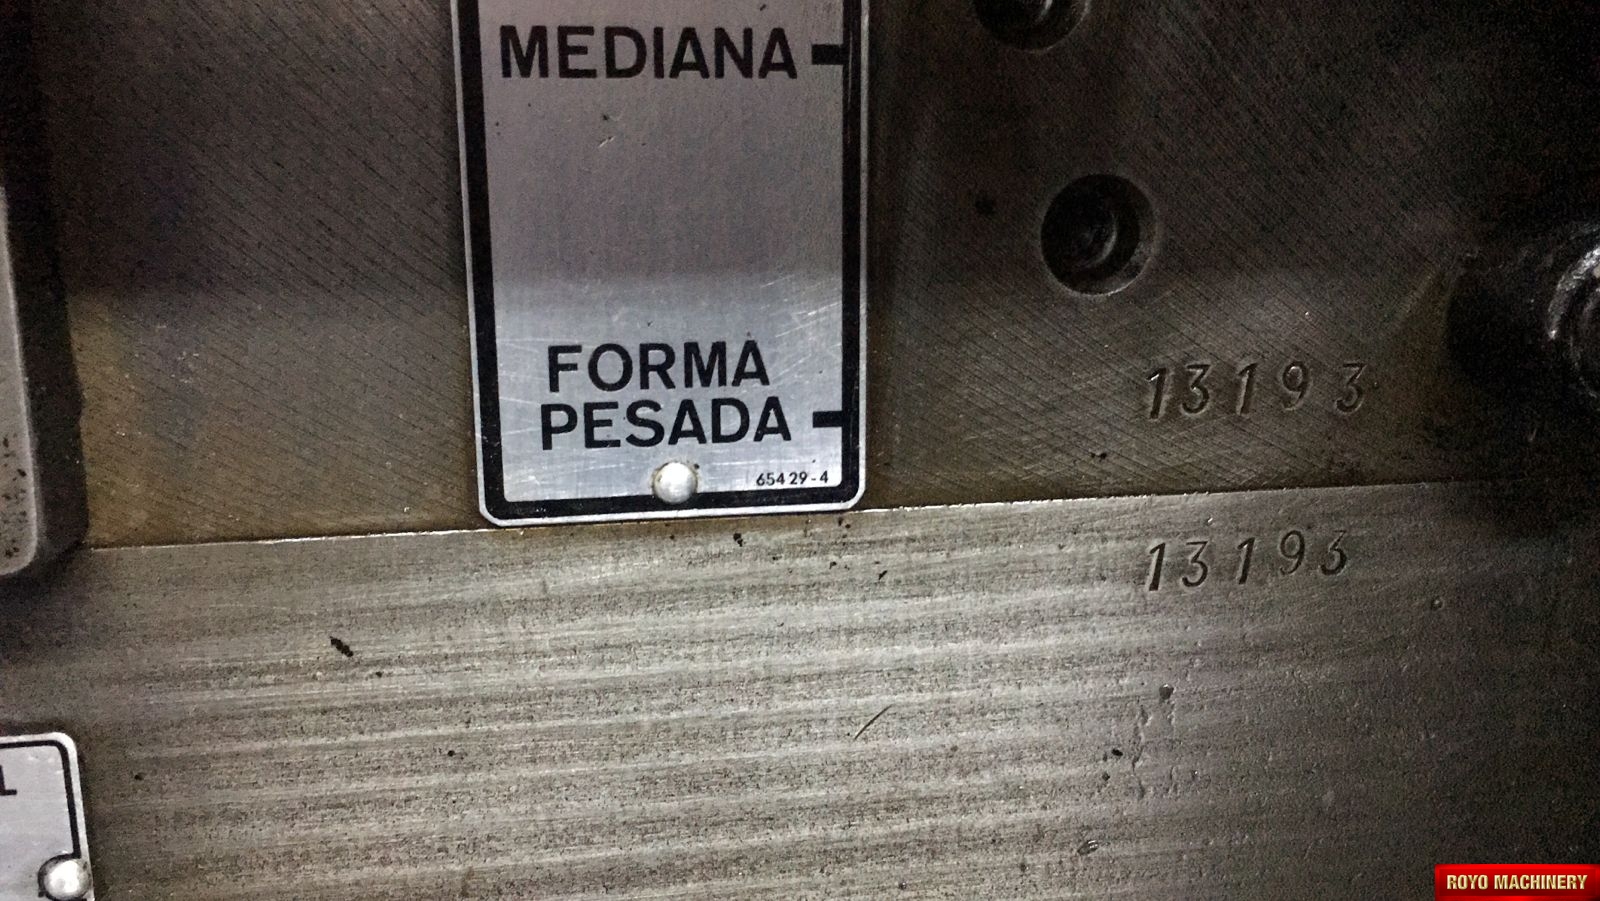 MEDIANA
FORMA
PESADA
65429-4
13193
13193
ROYO MACHINERY